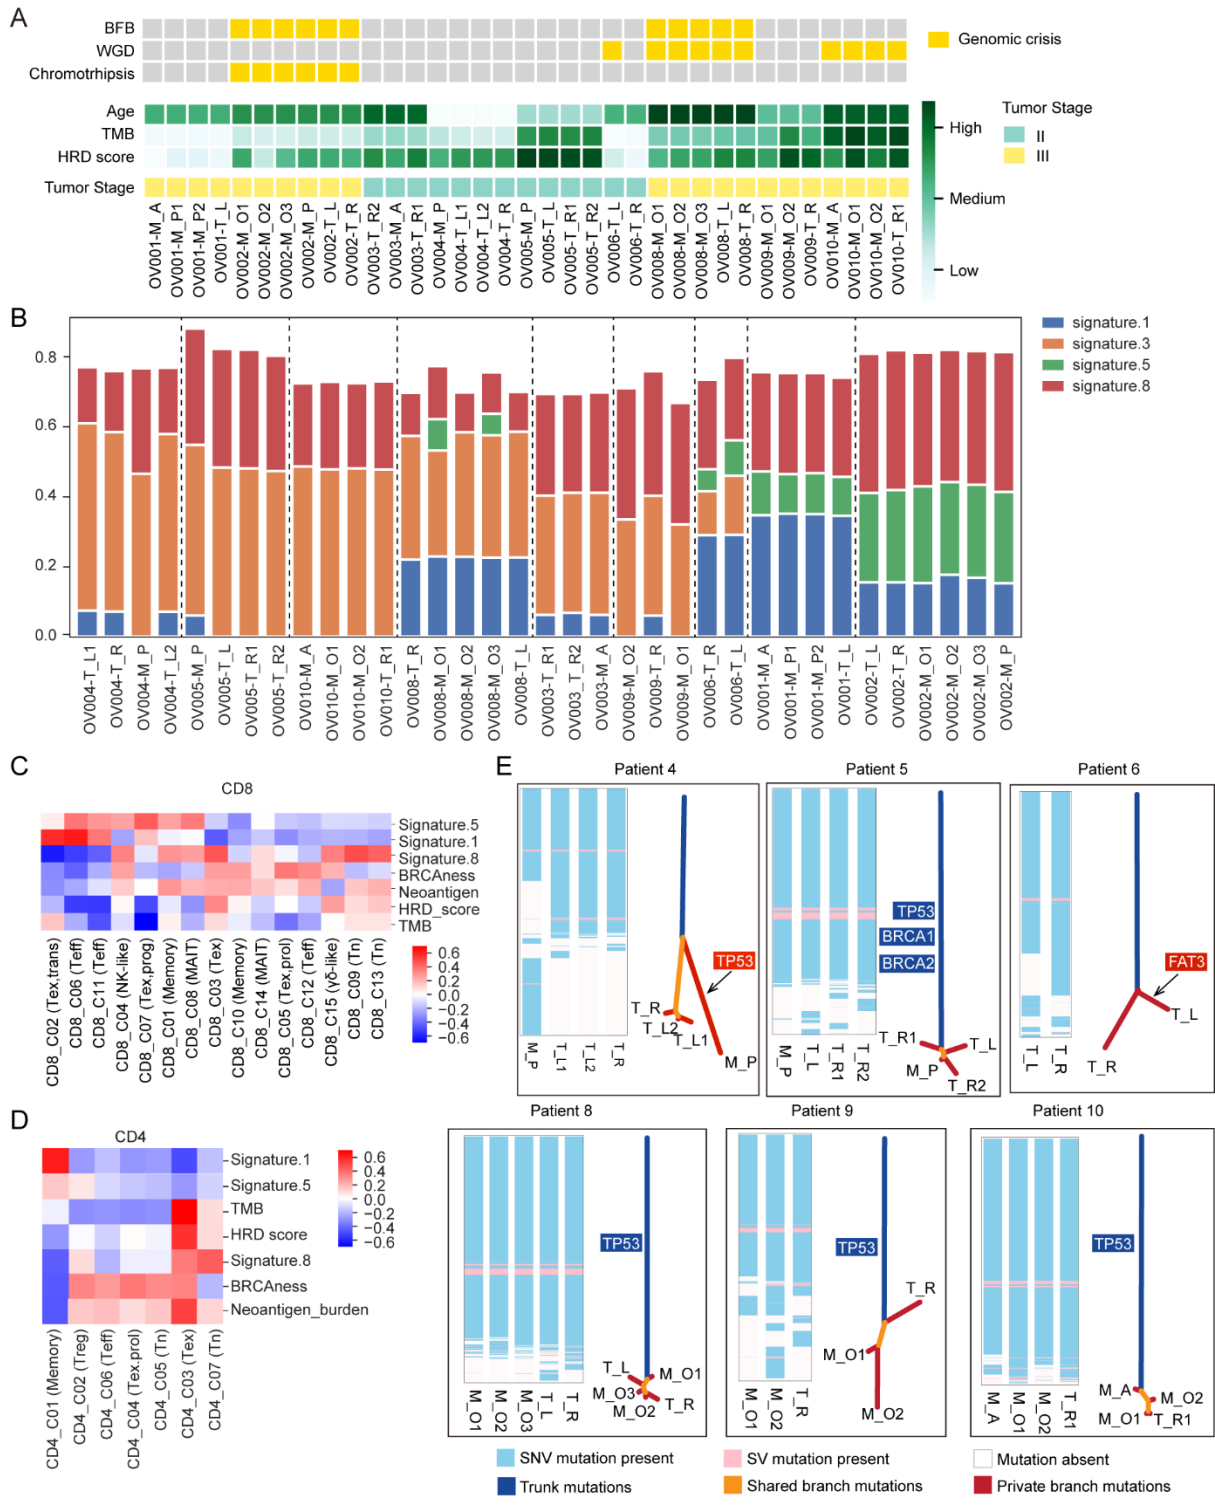 A
BFB
WGD
Chromotrhipsis
Genomic crisis
Age
TMB
HRD score
Tumor Stage
High
Medium
Low
Tumor Stage
II
III
OV001-M_A
OV001-M_P1
OV001-M_P2
OV001-T_L
OV002-M_O1
OV002-M_O2
OV002-M_O3
OV002-M_P
OV002-T_L
OV002-T_R
OV003-T_R2
OV003-M_A
OV003-T_R1
OV004-M_P
OV004-T_L1
OV004-T_L2
OV004-T_R
OV005-M_P
OV005-T_L
OV005-T_R1
OV005-T_R2
OV006-T_L
OV006-T_R
OV008-M_O1
OV008-M_O2
OV008-M_O3
OV008-T_L
OV008-T_R
OV009-M_O1
OV009-M_O2
OV009-T_R
OV010-M_A
OV010-M_O1
OV010-M_O2
OV010-T_R1
B
0.8
0.6
0.4
0.2
0.0
signature.1
signature.3
signature.5
signature.8
OV004-T_L1
OV004-T_R
OV004-M_P
OV004-T_L2
OV005-M_P
OV005-T_L
OV005-T_R1
OV005-T_R2
OV010-M_A
OV010-M_O1
OV010-M_O2
OV010-T_R1
OV008-T_R
OV008-M_O1
OV008-M_O2
OV008-M_O3
OV008-T_L
OV003-T_R1
OV003_T_R2
OV003-M_A
OV009-M_O2
OV009-T_R
OV009-M_O1
OV006-T_R
OV006-T_L
OV001-M_A
OV001-M_P1
OV001-M_P2
OV001-T_L
OV0002-T_L
OV002-T_R
OV002-M_O1
OV002-M_O2
OV002-M_O3
OV002-M_P
C
CD8
Signature.5
Signature.1
Signature.8
BRCAness
Neoantigen
HRD_score
TMB
CD8_C02 (Tex,trans)
CD8_C06 (Teff)
CD8_C11 (Teff)
CD8_C04 (NK-like)
CD8_C07 (Tex,prog)
CD8_C01 (Memory)
CD8_C08 (MAIT)
CD8_C03 (Tex)
CD8_C10 (Memory)
CD8_C14 (MAIT)
CD8_C05 (Tex,prol)
CD8_C12 (Teff)
CD8_C15 (γδ-like)
CD8_C09 (Tn)
CD8_C13 (Tn)
0.6
0.4
0.2
0.0
−0.2
−0.4
−0.6
D
CD4
Signature.1
Signature.5
TMB
HRD score
Signature.8
BRCAness
Neoantigen_burden
0.6
0.4
0.2
0.0
−0.2
−0.4
−0.6
CD4_C01 (Memory)
CD4_C02 (Treg)
CD4_C06 (Teff)
CD4_C04 (Tex.prol)
CD4_C05 (Tn)
CD4_C03 (Tex)
CD4_C07 (Tn)
E
Patient 4
M_P
T_L1
T_L2
T_R
TP53
T_R
T_L2
T_L1
M_P
Patient 5
M_P
T_L
T_R1
T_R2
TP53
BRCA1
BRCA2
T_R1
T_L
M_P
T_R2
Patient 6
T_L
T_R
FAT3
T_L
T_R
Patient 8
M_O1
M_O2
M_O3
T_L
T_R
TP53
T_L
M_O1
M_O3
T_R
M_O2
Patient 9
M_O1
M_O2
T_R
TP53
T_R
M_O1
M_O2
Patient 10
M_A
M_O1
M_O2
T_R1
TP53
M_A
M_O2
M_O1
T_R1
SNV mutation present
SV mutation present
Mutation absent
Trunk mutations
Shared branch mutations
Private branch mutations